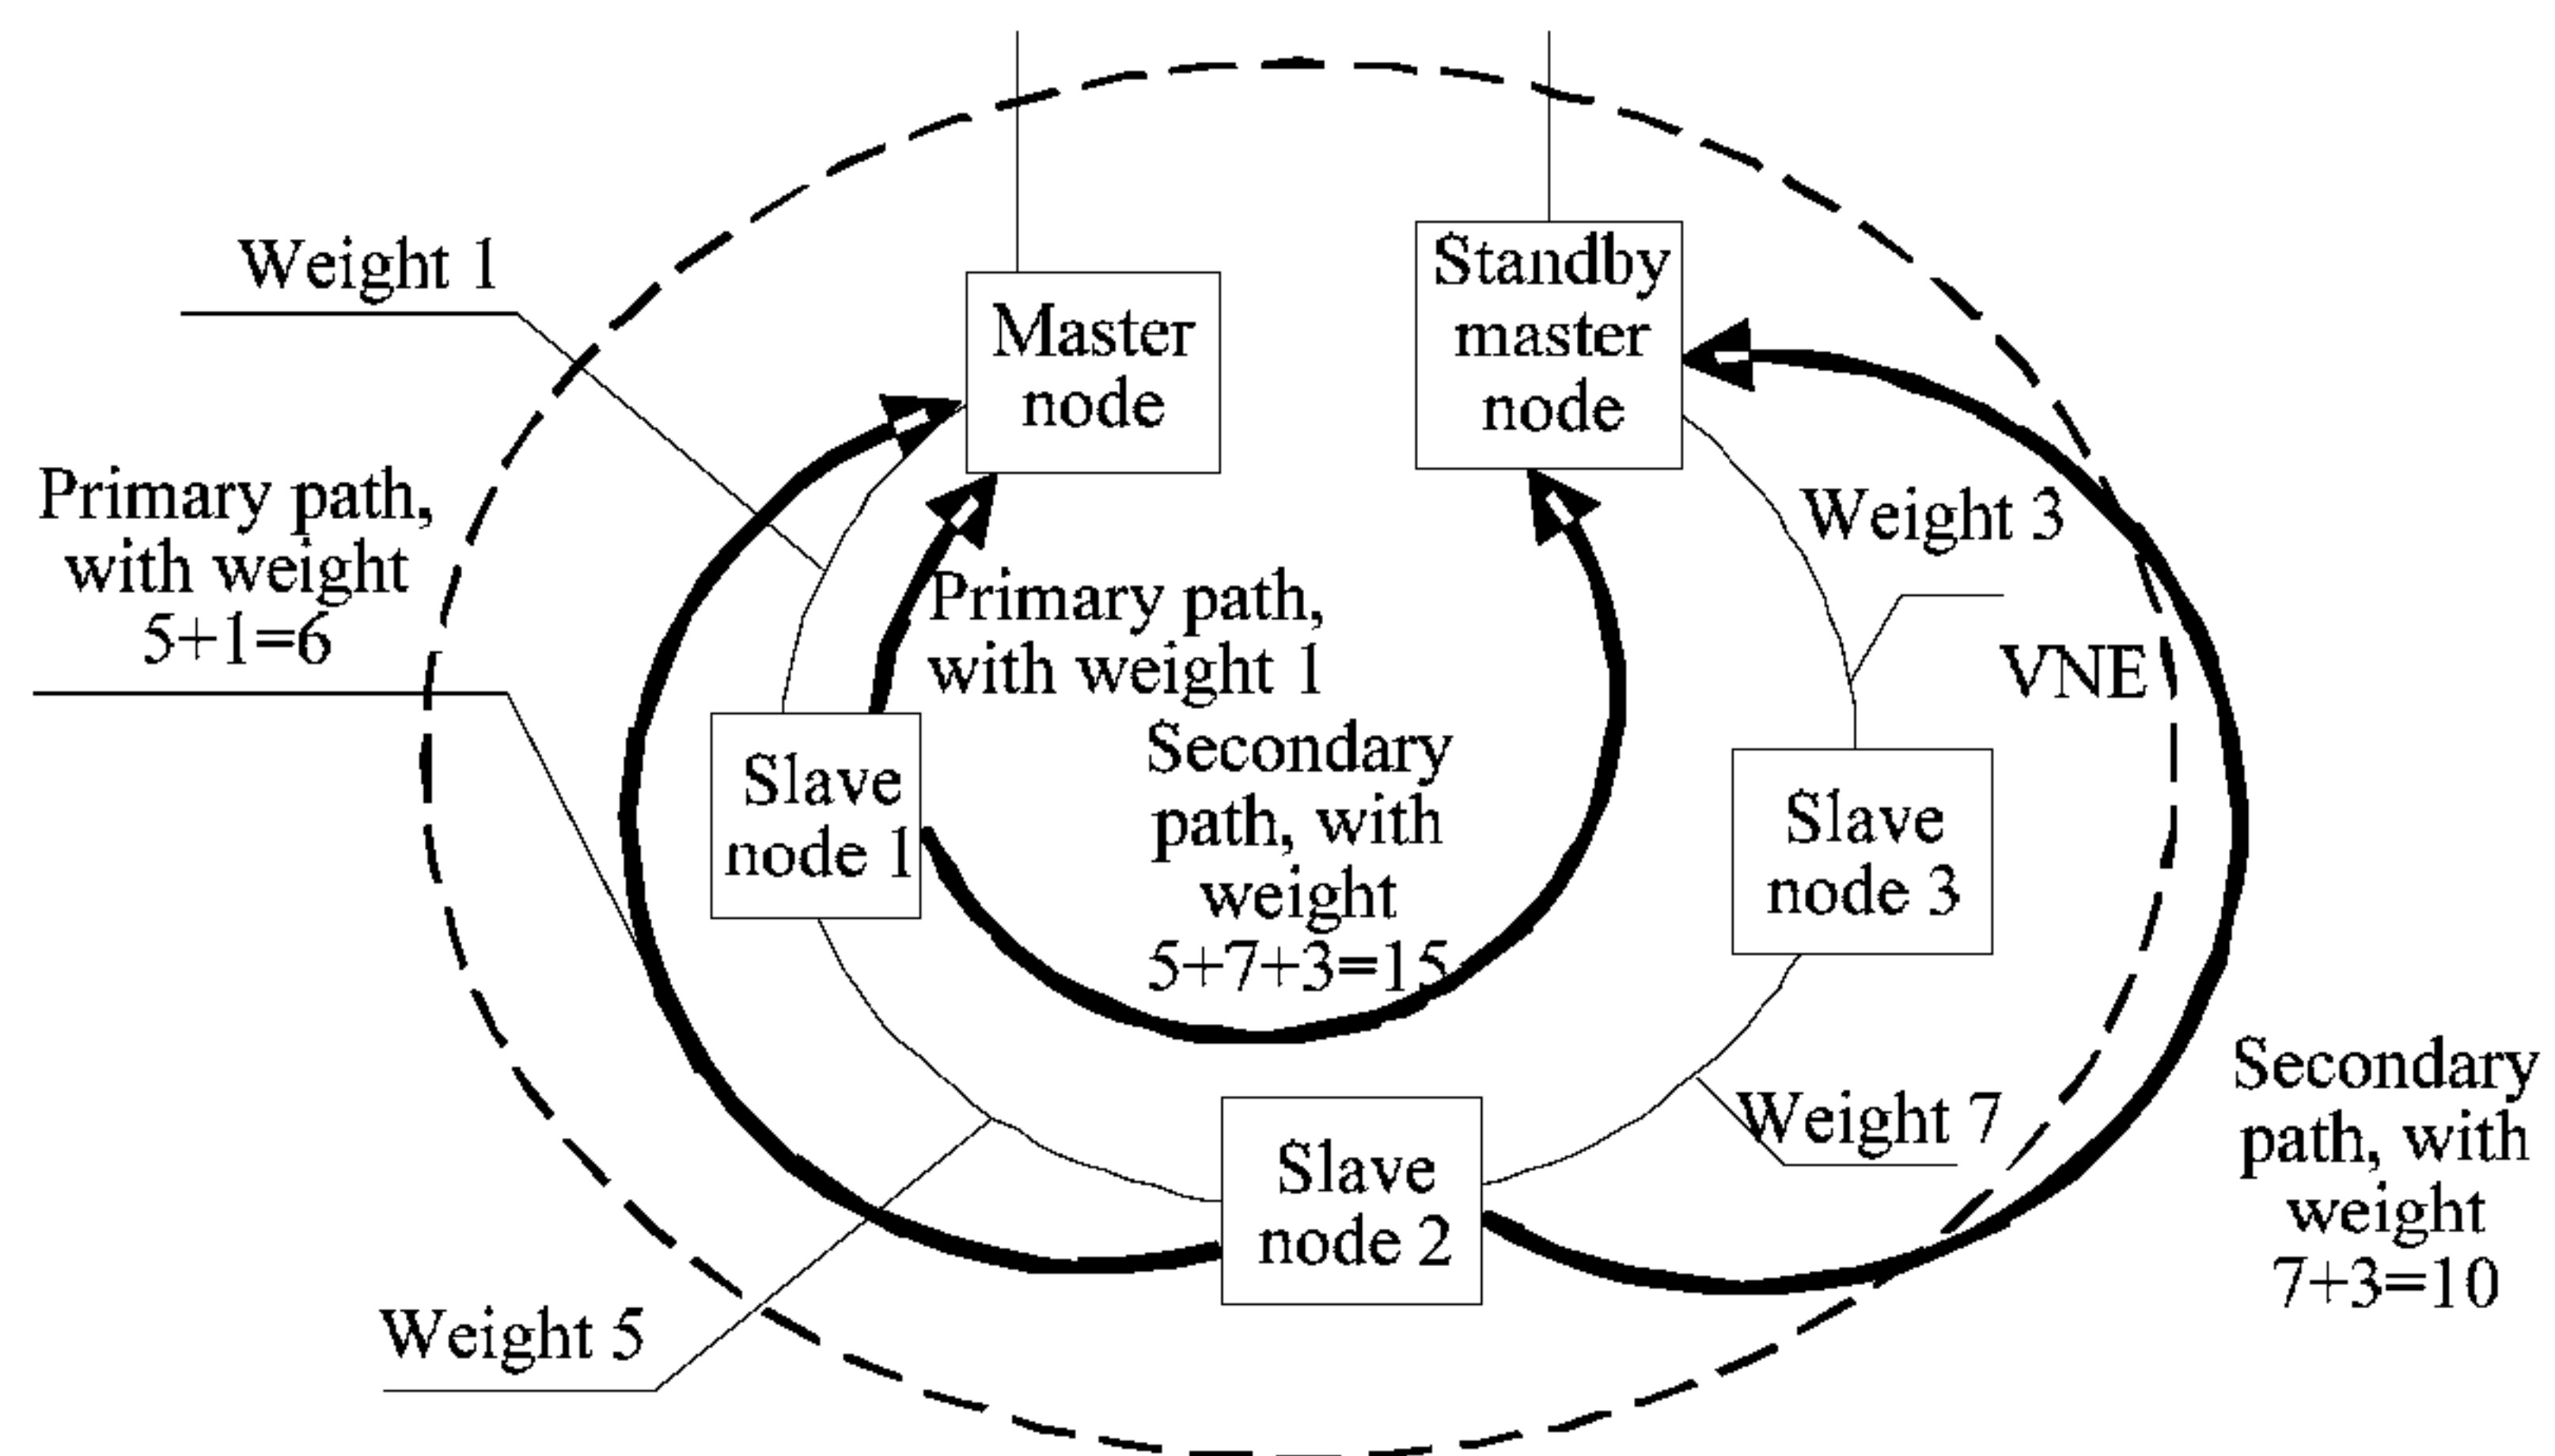 Weight 1
Master
node
Standby
master
node
Primary path,
with weight
5+1=6
Weight 3
Primary path,
with weight 1
VNE
Secondary
path, with
weight
5+7+3=15
Slave
node 1
Slave
node 3
Slave
node 2
Weight 7
Secondary
path, with
weight
7+3=10
Weight 5